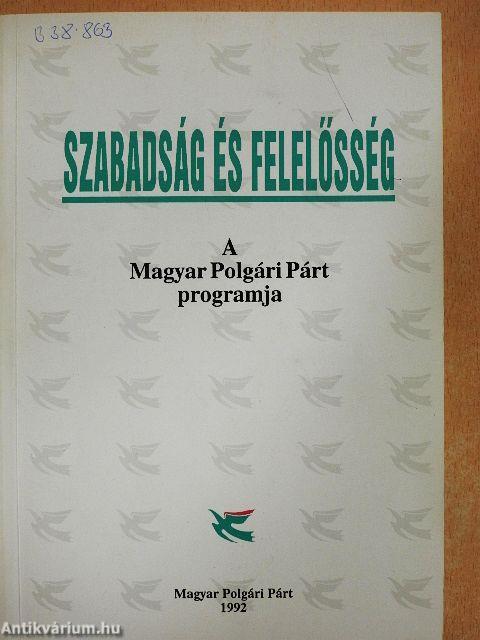 B 38.863
SZABADSÁG ÉS FELELŐSSÉG
A
Magyar Polgári Párt
programja
Magyar Polgári Párt
1992
Antikvárium.hu